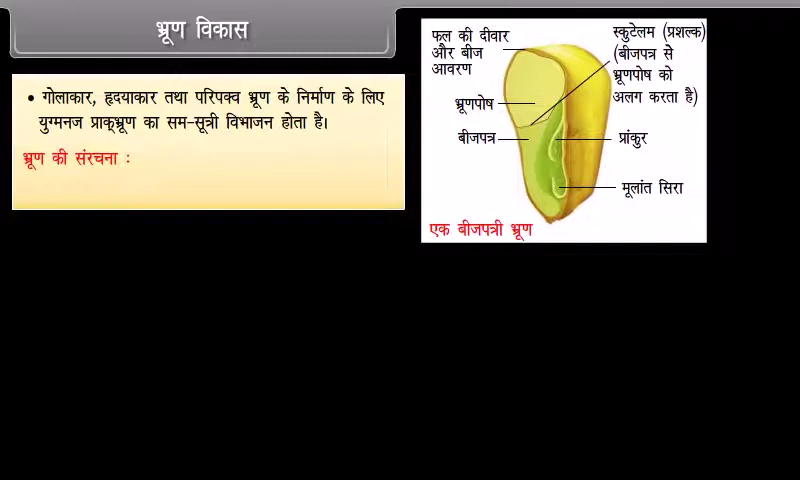 भ्रूण विकास
• गोलाकार, हृदयाकार तथा परिपक्व भ्रूण के निर्माण के लिए
युग्मनज प्राक्भ्रूण का सम-सूत्री विभाजन होता है।
भ्रूण की संरचना :
फल की दीवार
और बीज
आवरण
भ्रूणपोष
बीजपत्र
स्कुटेलम (प्रशल्क)
(बीजपत्र से
भ्रूणपोष को
अलग करता है)
प्रांकुर
मूलांत सिरा
एक बीजपत्री भ्रूण